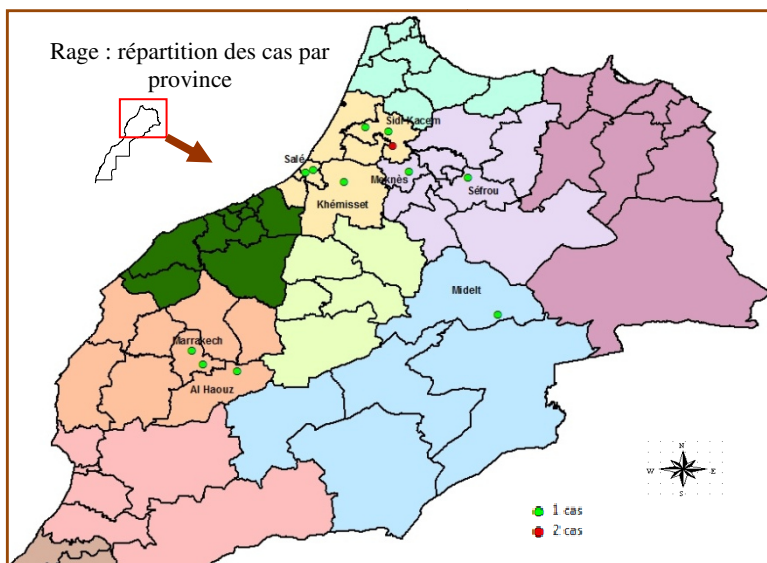 Rage : répartition des cas par
province
Sidi Kacem
Salé
Meknès
Séfrou
Khémisset
Midelt
Marrakech
Al Haouz
N
W E
S
1 cas
2 cas